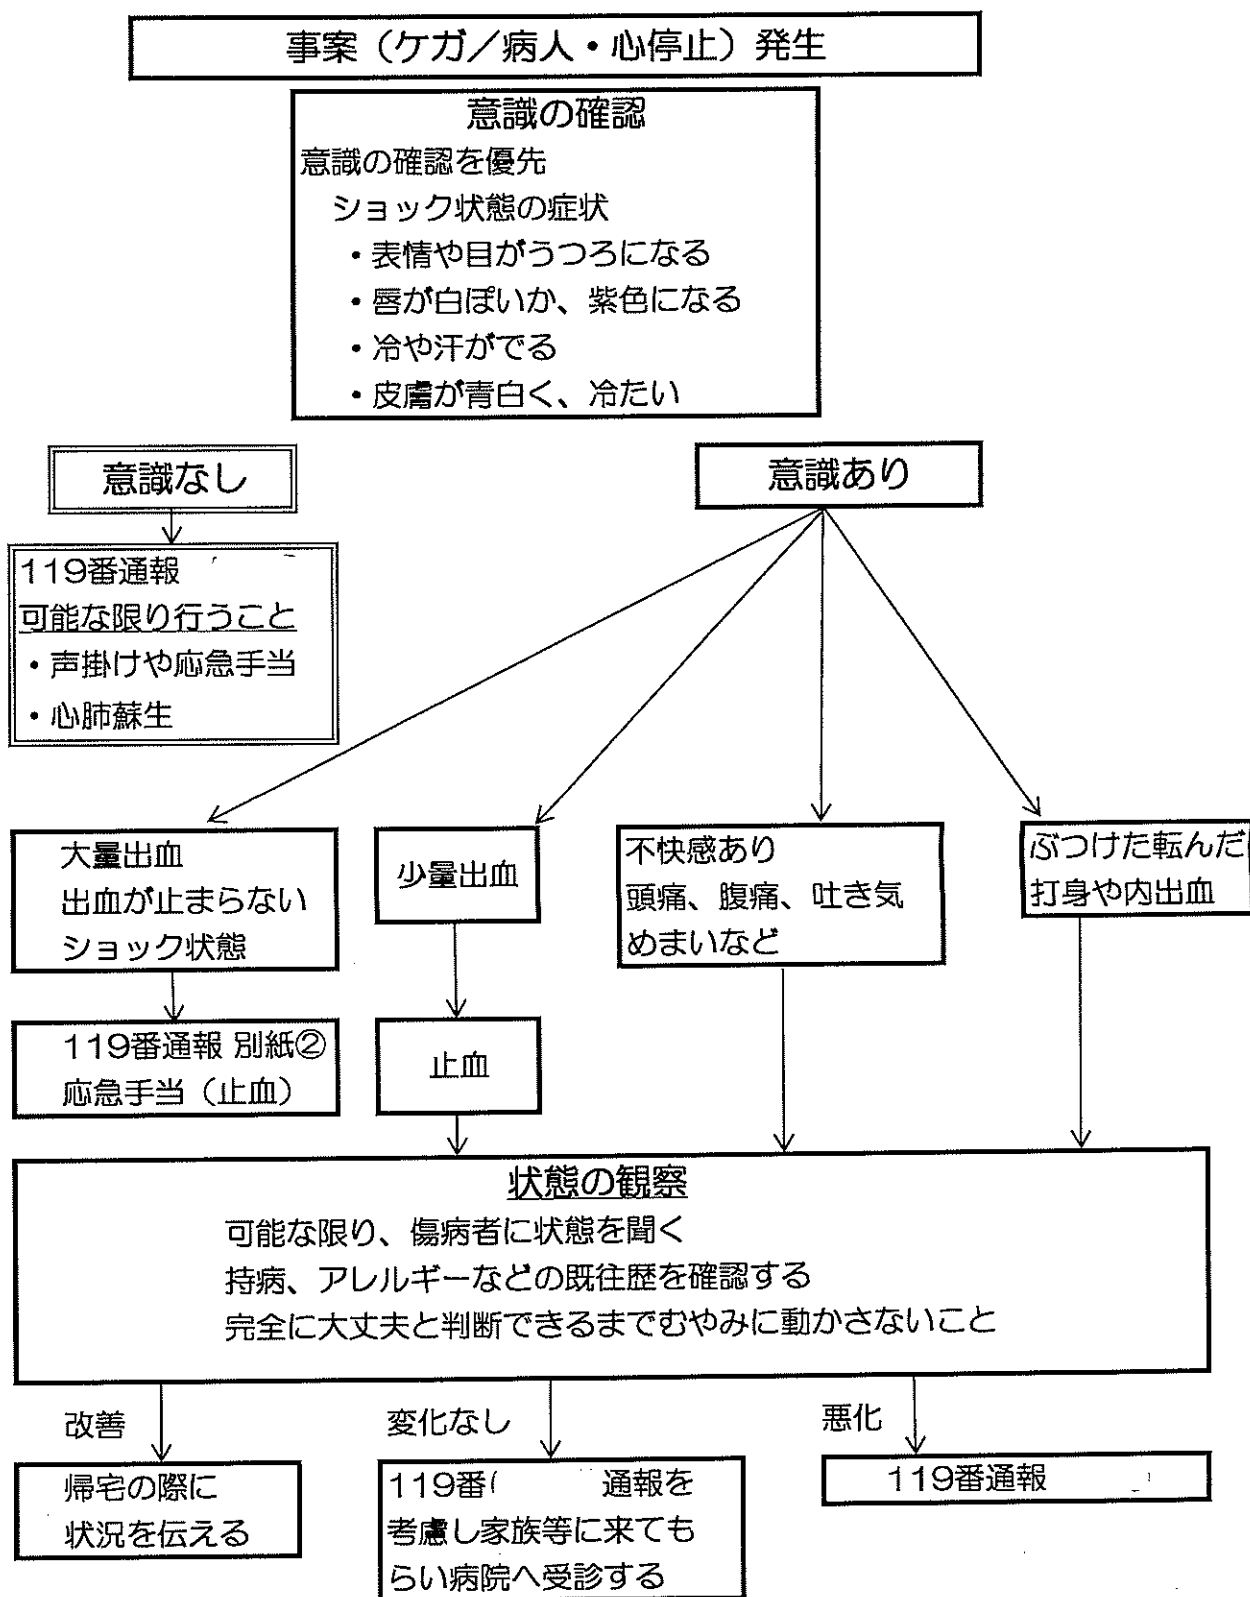 事案（ケガ／病人・心停止）発生
意識の確認
意識の確認を優先
ショック状態の症状
・表情や目がうつろになる
・唇が白ぽいか、紫色になる
・冷や汗がでる
・皮膚が青白く、冷たい
意識なし
意識あり
119番通報
可能な限り行うこと
・声掛けや応急手当
・心肺蘇生
大量出血
出血が止まらない
ショック状態
少量出血
不快感あり
頭痛、腹痛、吐き気
めまいなど
ぶつけた転んだ
打身や内出血
119番通報 別紙②
応急手当（止血）
止血
状態の観察
可能な限り、傷病者に状態を聞く
持病、アレルギーなどの既往歴を確認する
完全に大丈夫と判断できるまでむやみに動かさないこと
改善
変化なし
悪化
帰宅の際に
状況を伝える
119番( 通報を
考慮し家族等に来ても
らい病院へ受診する
119番通報